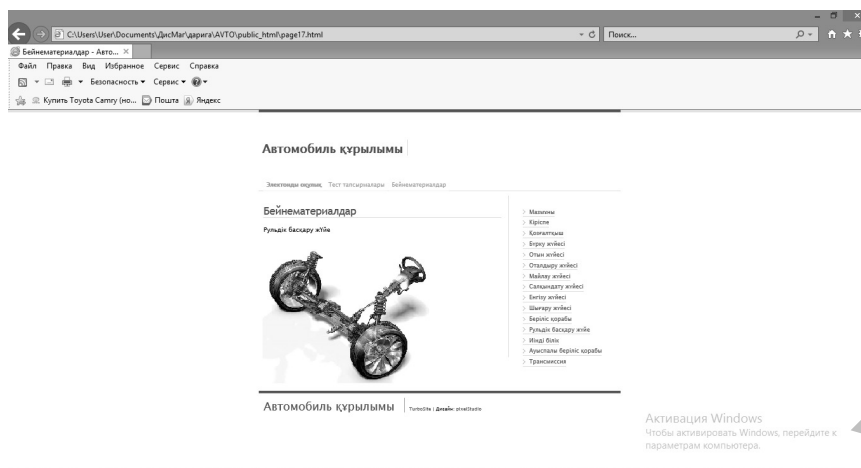 C:\Users\User\Documents\ДисМаг\дарига\AVTO\public_html\page17.html
Поиск...
Бейнематериалдар - Авто...
Файл Правка Вид Избранное Сервис Справка
Безопасность Сервис
Купить Toyota Camry (но... Почта Яндекс
Автомобиль құрылымы
Электонды оқулық Тест тапсырмалары Бейнематериалдар
Бейнематериалдар
Рульдік басқару жүйе
Мазмұны
Кіріспе
Қозғалтқыш
Бүрку жүйесі
Отын жүйесі
Оталдыру жүйесі
Майлау жүйесі
Салқындату жүйесі
Енгізу жүйесі
Шығару жүйесі
Беріліс қорабы
Рульдік басқару жүйе
Иінді білік
Ауыспалы беріліс қорабы
Трансмиссия
Автомобиль құрылымы
TurboSite | Дизайн: pixelStudio
Активация Windows
Чтобы активировать Windows, перейдите к
параметрам компьютера.